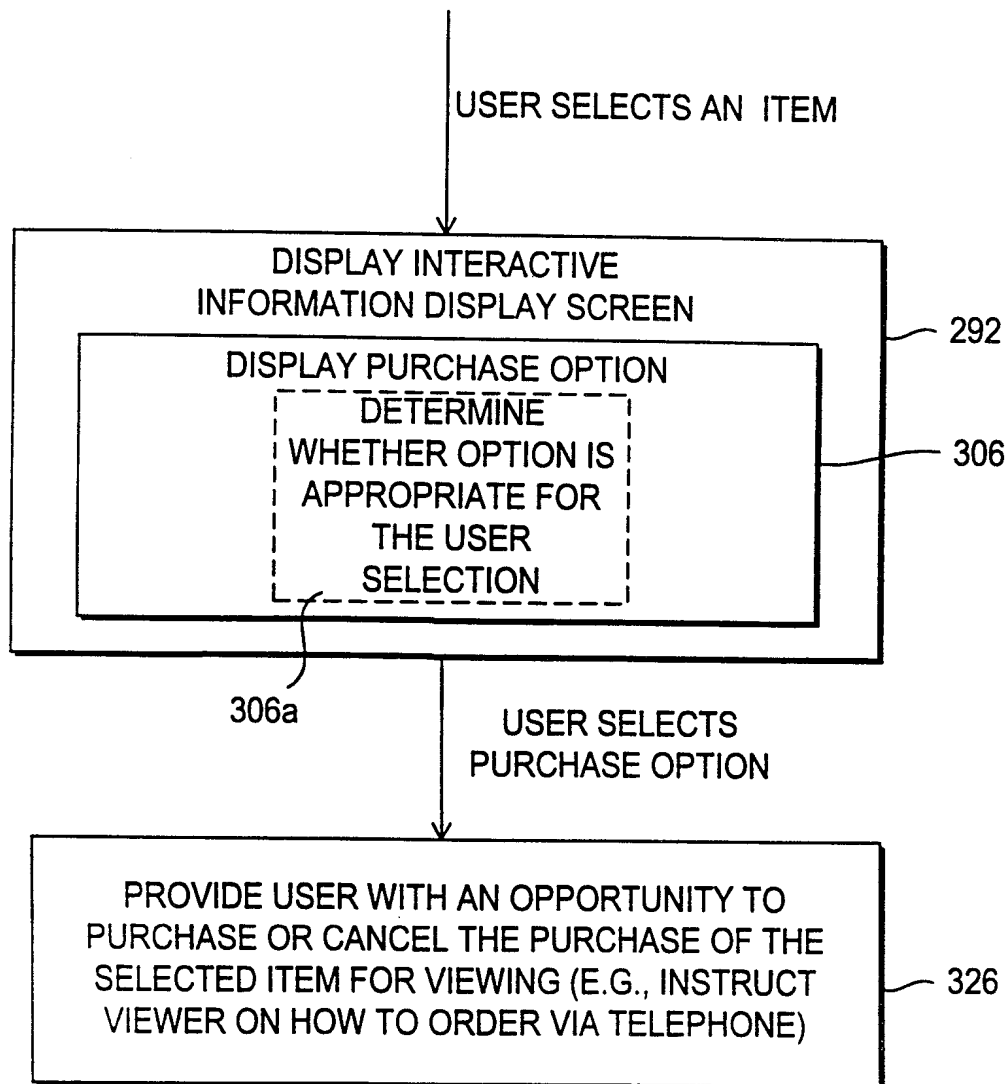 USER SELECTS AN ITEM
DISPLAY INTERACTIVE
INFORMATION DISPLAY SCREEN
292
DISPLAY PURCHASE OPTION
306
DETERMINE
WHETHER OPTION IS
APPROPRIATE FOR
THE USER
SELECTION
306a
USER SELECTS
PURCHASE OPTION
PROVIDE USER WITH AN OPPORTUNITY TO
PURCHASE OR CANCEL THE PURCHASE OF THE
SELECTED ITEM FOR VIEWING (E.G., INSTRUCT
VIEWER ON HOW TO ORDER VIA TELEPHONE)
326